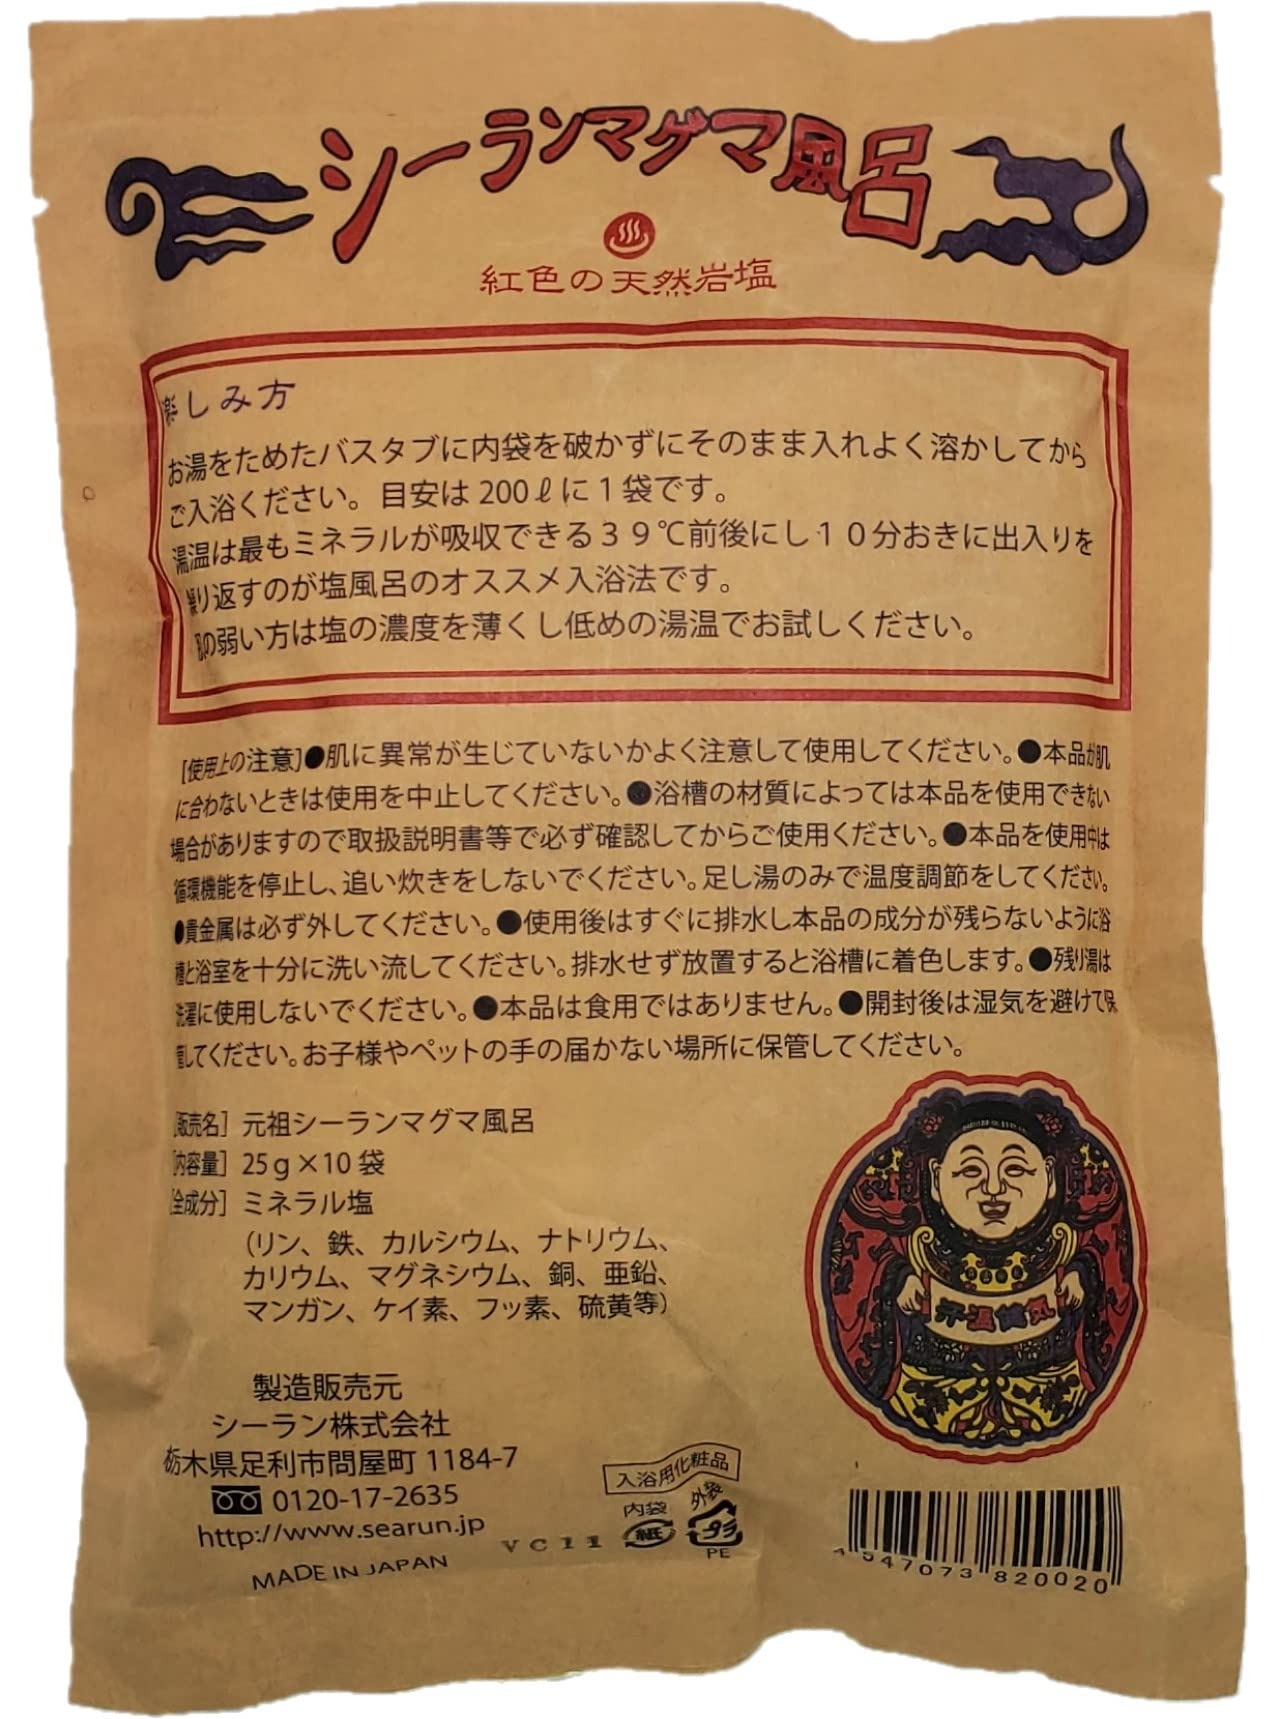 シーランマグマ風呂
紅色の天然岩塩
楽しみ方
お湯をためたバスタブに内袋を破かずにそのまま入れよく溶かしてから
ご入浴ください。目安は200ℓに1袋です。
湯温は最もミネラルが吸収できる39℃前後にし10分おきに出入りを
繰り返すのが塩風呂のオススメ入浴法です。
肌の弱い方は塩の濃度を薄くし低めの湯温でお試しください。
[使用上の注意]●肌に異常が生じていないかよく注意して使用してください。●本品が肌
に合わないときは使用を中止してください。●浴槽の材質によっては本品を使用できない
場合がありますので取扱説明書等で必ず確認してからご使用ください。●本品を使用中は
循環機能を停止し、追い炊きをしないでください。足し湯のみで温度調節をしてください。
●貴金属は必ず外してください。●使用後はすぐに排水し本品の成分が残らないように浴
槽と浴室を十分に洗い流してください。排水せず放置すると浴槽に着色します。●残り湯は
洗濯に使用しないでください。●本品は食用ではありません。●開封後は湿気を避けて保
管してください。お子様やペットの手の届かない場所に保管してください。
[販売名] 元祖シーランマグマ風呂
[内容量] 25g×10袋
[全成分] ミネラル塩
(リン、鉄、カルシウム、ナトリウム、
カリウム、マグネシウム、銅、亜鉛、
マンガン、ケイ素、フッ素、硫黄等)
製造販売元
シーラン株式会社
栃木県足利市問屋町 1184-7
0120-17-2635
http://www.searun.jp
MADE IN JAPAN
VC11
入浴用化粧品
内袋 外袋
紙 プラ
PE
4547073820020